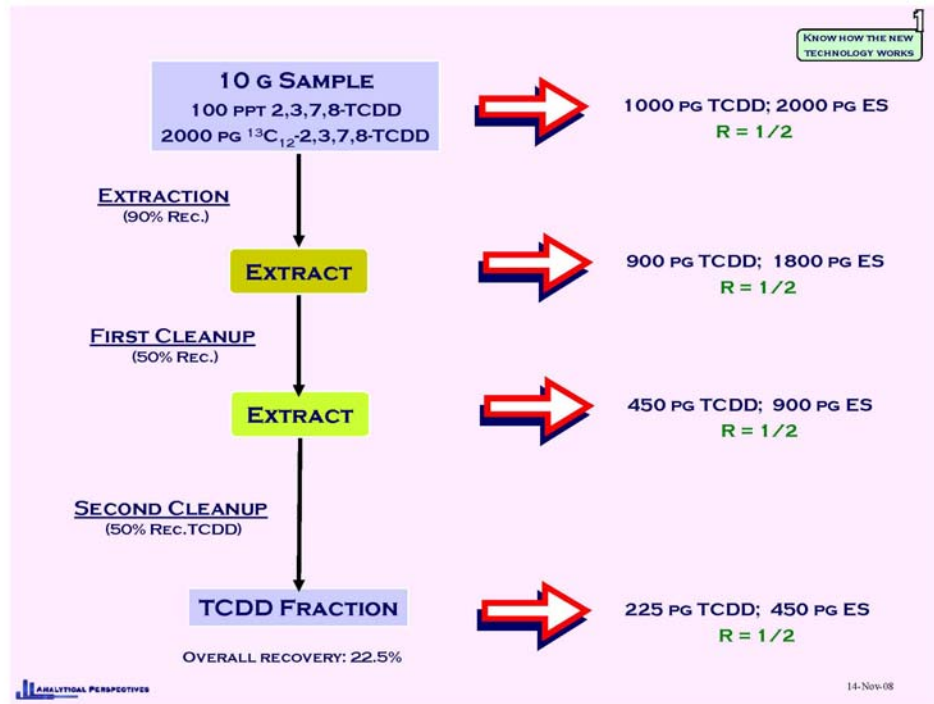 1
KNOW HOW THE NEW
TECHNOLOGY WORKS
10 G SAMPLE
100 PPT 2,3,7,8-TCDD
2000 PG ¹³C₁₂-2,3,7,8-TCDD
1000 PG TCDD; 2000 PG ES
R = 1/2
EXTRACTION
(90% REC.)
EXTRACT
900 PG TCDD; 1800 PG ES
R = 1/2
FIRST CLEANUP
(50% REC.)
EXTRACT
450 PG TCDD; 900 PG ES
R = 1/2
SECOND CLEANUP
(50% REC.TCDD)
TCDD FRACTION
225 PG TCDD; 450 PG ES
R = 1/2
OVERALL RECOVERY: 22.5%
ANALYTICAL PERSPECTIVES
14-Nov-08